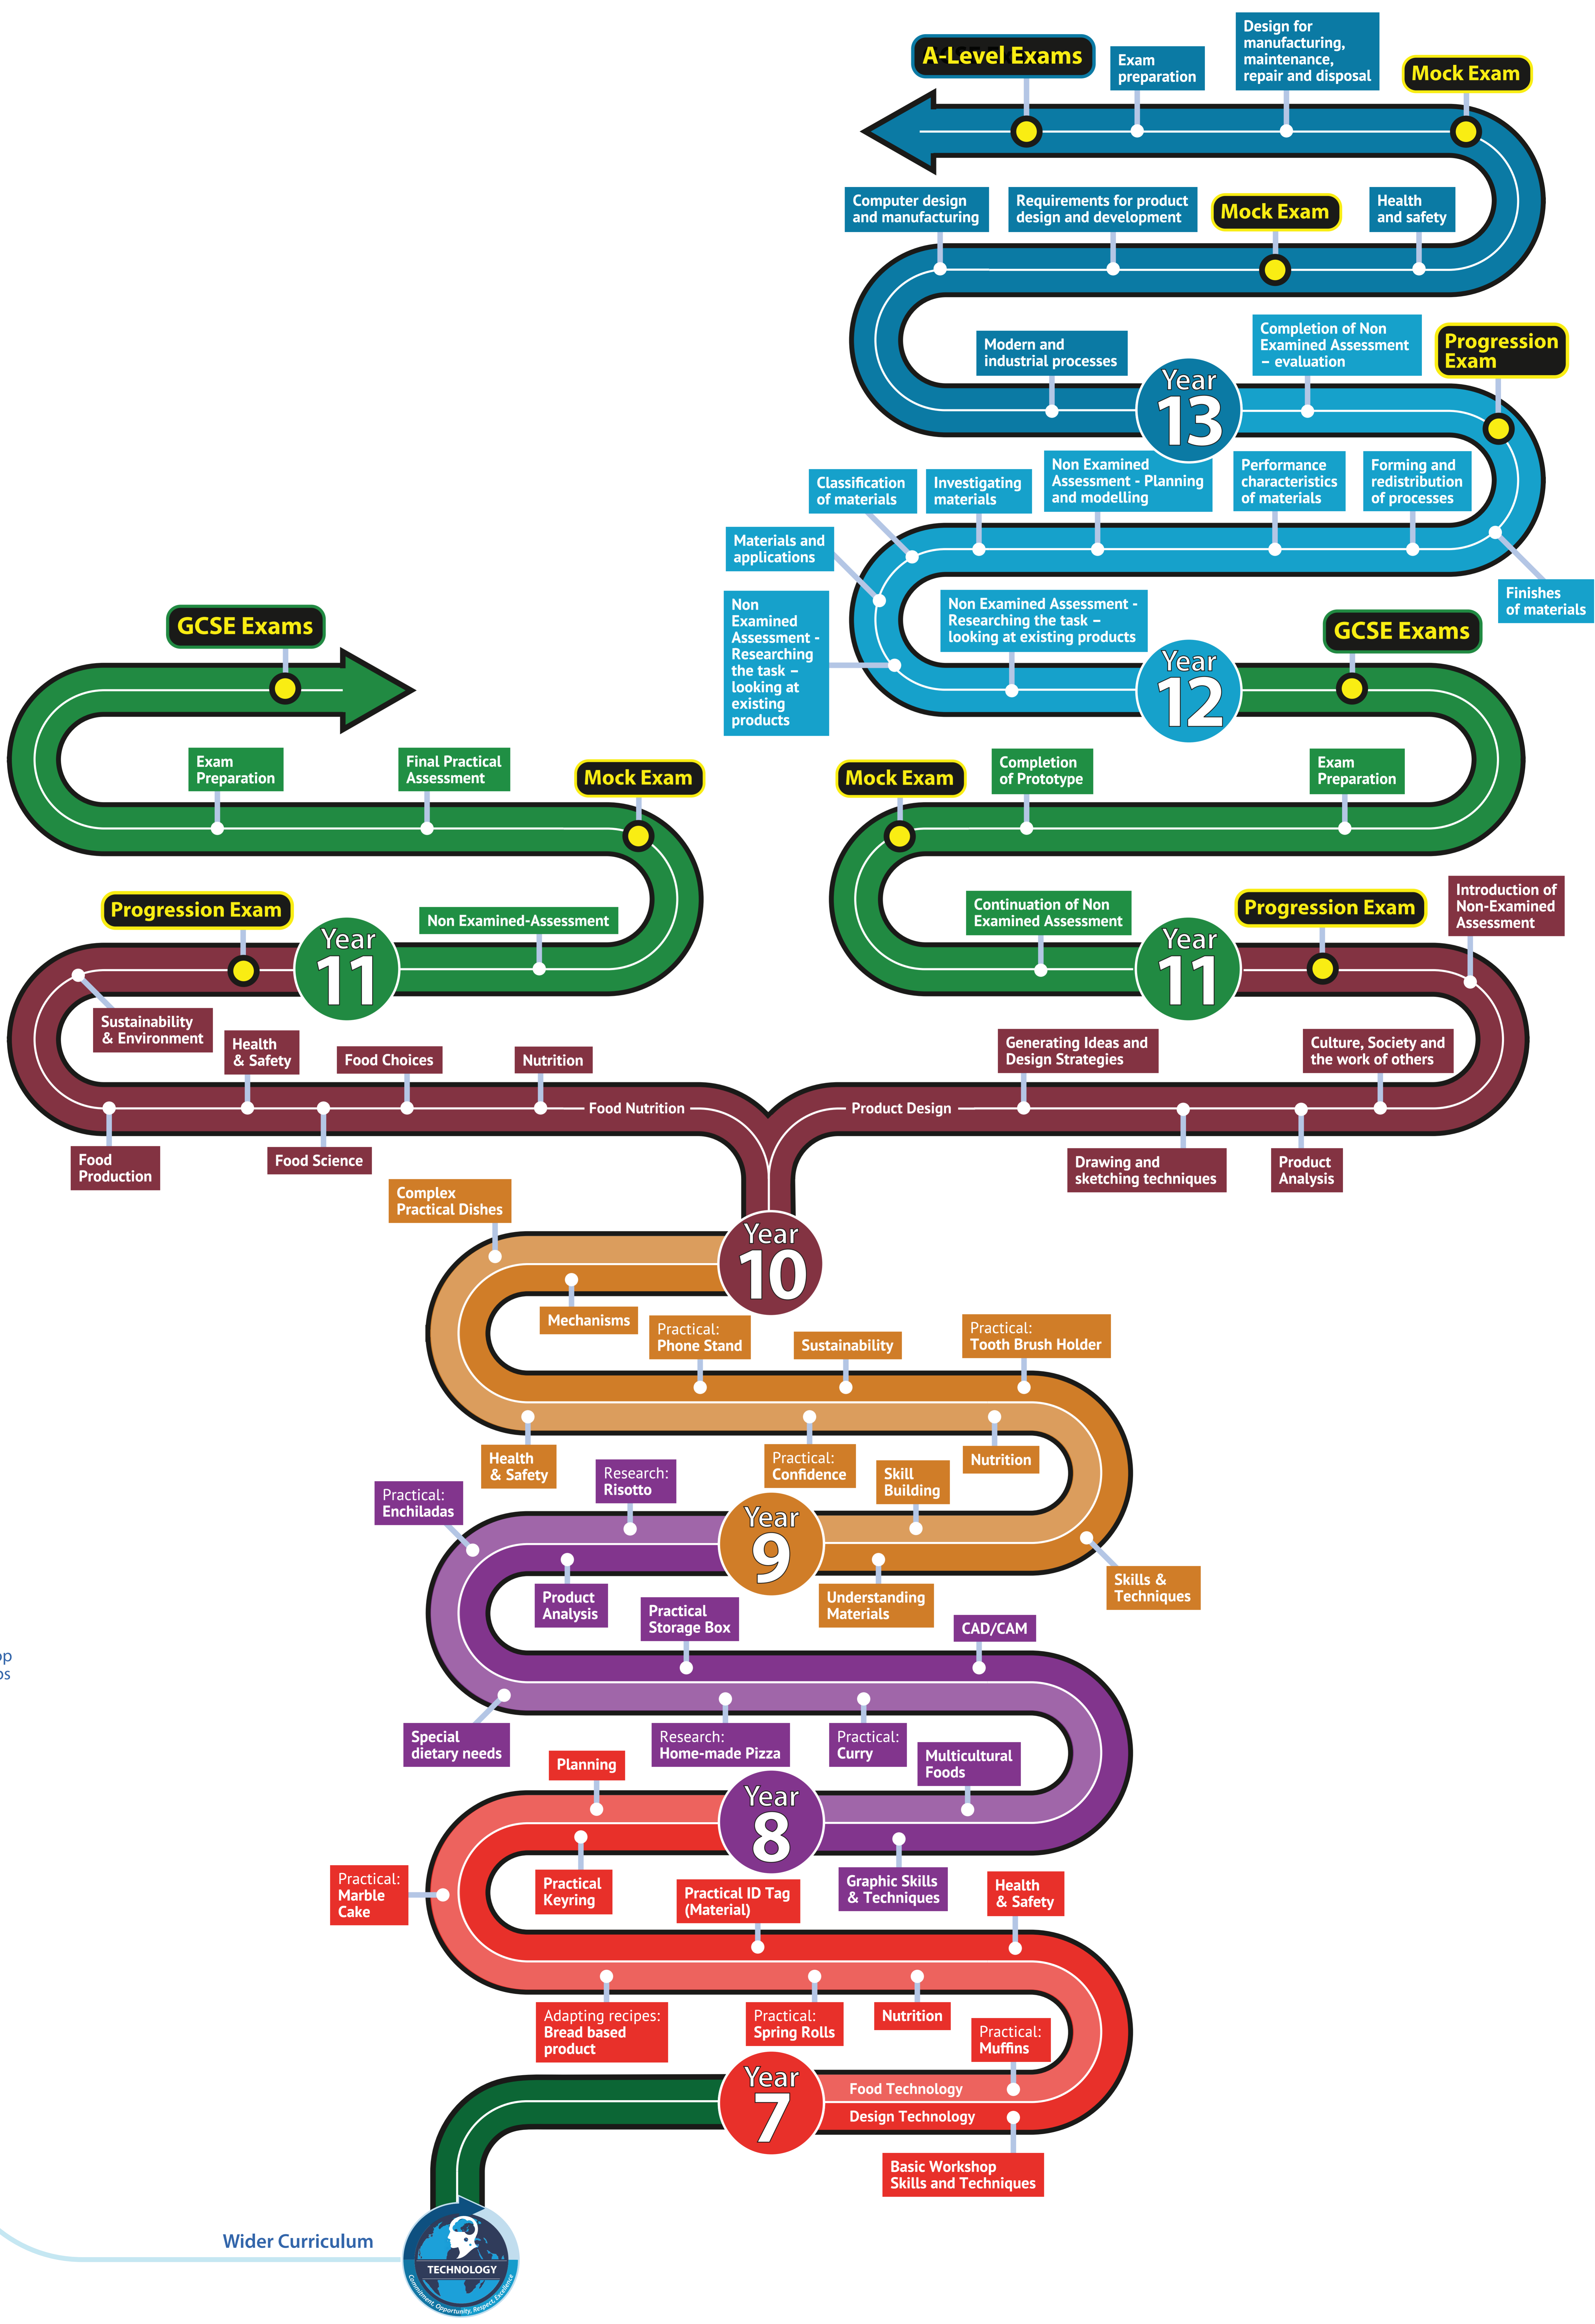 A-Level Exams
Exam
preparation
Design for
manufacturing,
maintenance,
repair and disposal
Mock Exam
Computer design
and manufacturing
Requirements for product
design and development
Mock Exam
Health
and safety
Modern and
industrial processes
Year
13
Completion of Non
Examined Assessment
– evaluation
Progression
Exam
Classification
of materials
Investigating
materials
Non Examined
Assessment - Planning
and modelling
Performance
characteristics
of materials
Forming and
redistribution
of processes
Materials and
applications
Finishes
of materials
Non
Examined
Assessment -
Researching
the task –
looking at
existing
products
Non Examined Assessment -
Researching the task –
looking at existing products
Year
12
GCSE Exams
GCSE Exams
Exam
Preparation
Final Practical
Assessment
Mock Exam
Mock Exam
Completion
of Prototype
Exam
Preparation
Progression Exam
Year
11
Non Examined-Assessment
Continuation of Non
Examined Assessment
Year
11
Progression Exam
Introduction of
Non-Examined
Assessment
Sustainability
& Environment
Health
& Safety
Food Choices
Nutrition
Generating Ideas and
Design Strategies
Culture, Society and
the work of others
Food Nutrition
Product Design
Food
Production
Food Science
Drawing and
sketching techniques
Product
Analysis
Complex
Practical Dishes
Year
10
Mechanisms
Practical:
Phone Stand
Sustainability
Practical:
Tooth Brush Holder
Health
& Safety
Practical:
Confidence
Skill
Building
Nutrition
Practical:
Enchiladas
Research:
Risotto
Year
9
Product
Analysis
Understanding
Materials
Skills &
Techniques
Practical
Storage Box
CAD/CAM
op
os
Special
dietary needs
Research:
Home-made Pizza
Practical:
Curry
Multicultural
Foods
Planning
Year
8
Practical:
Marble
Cake
Practical
Keyring
Practical ID Tag
(Material)
Graphic Skills
& Techniques
Health
& Safety
Adapting recipes:
Bread based
product
Practical:
Spring Rolls
Nutrition
Practical:
Muffins
Year
7
Food Technology
Design Technology
Basic Workshop
Skills and Techniques
Wider Curriculum
TECHNOLOGY
Commitment, Opportunity, Respect, Excellence